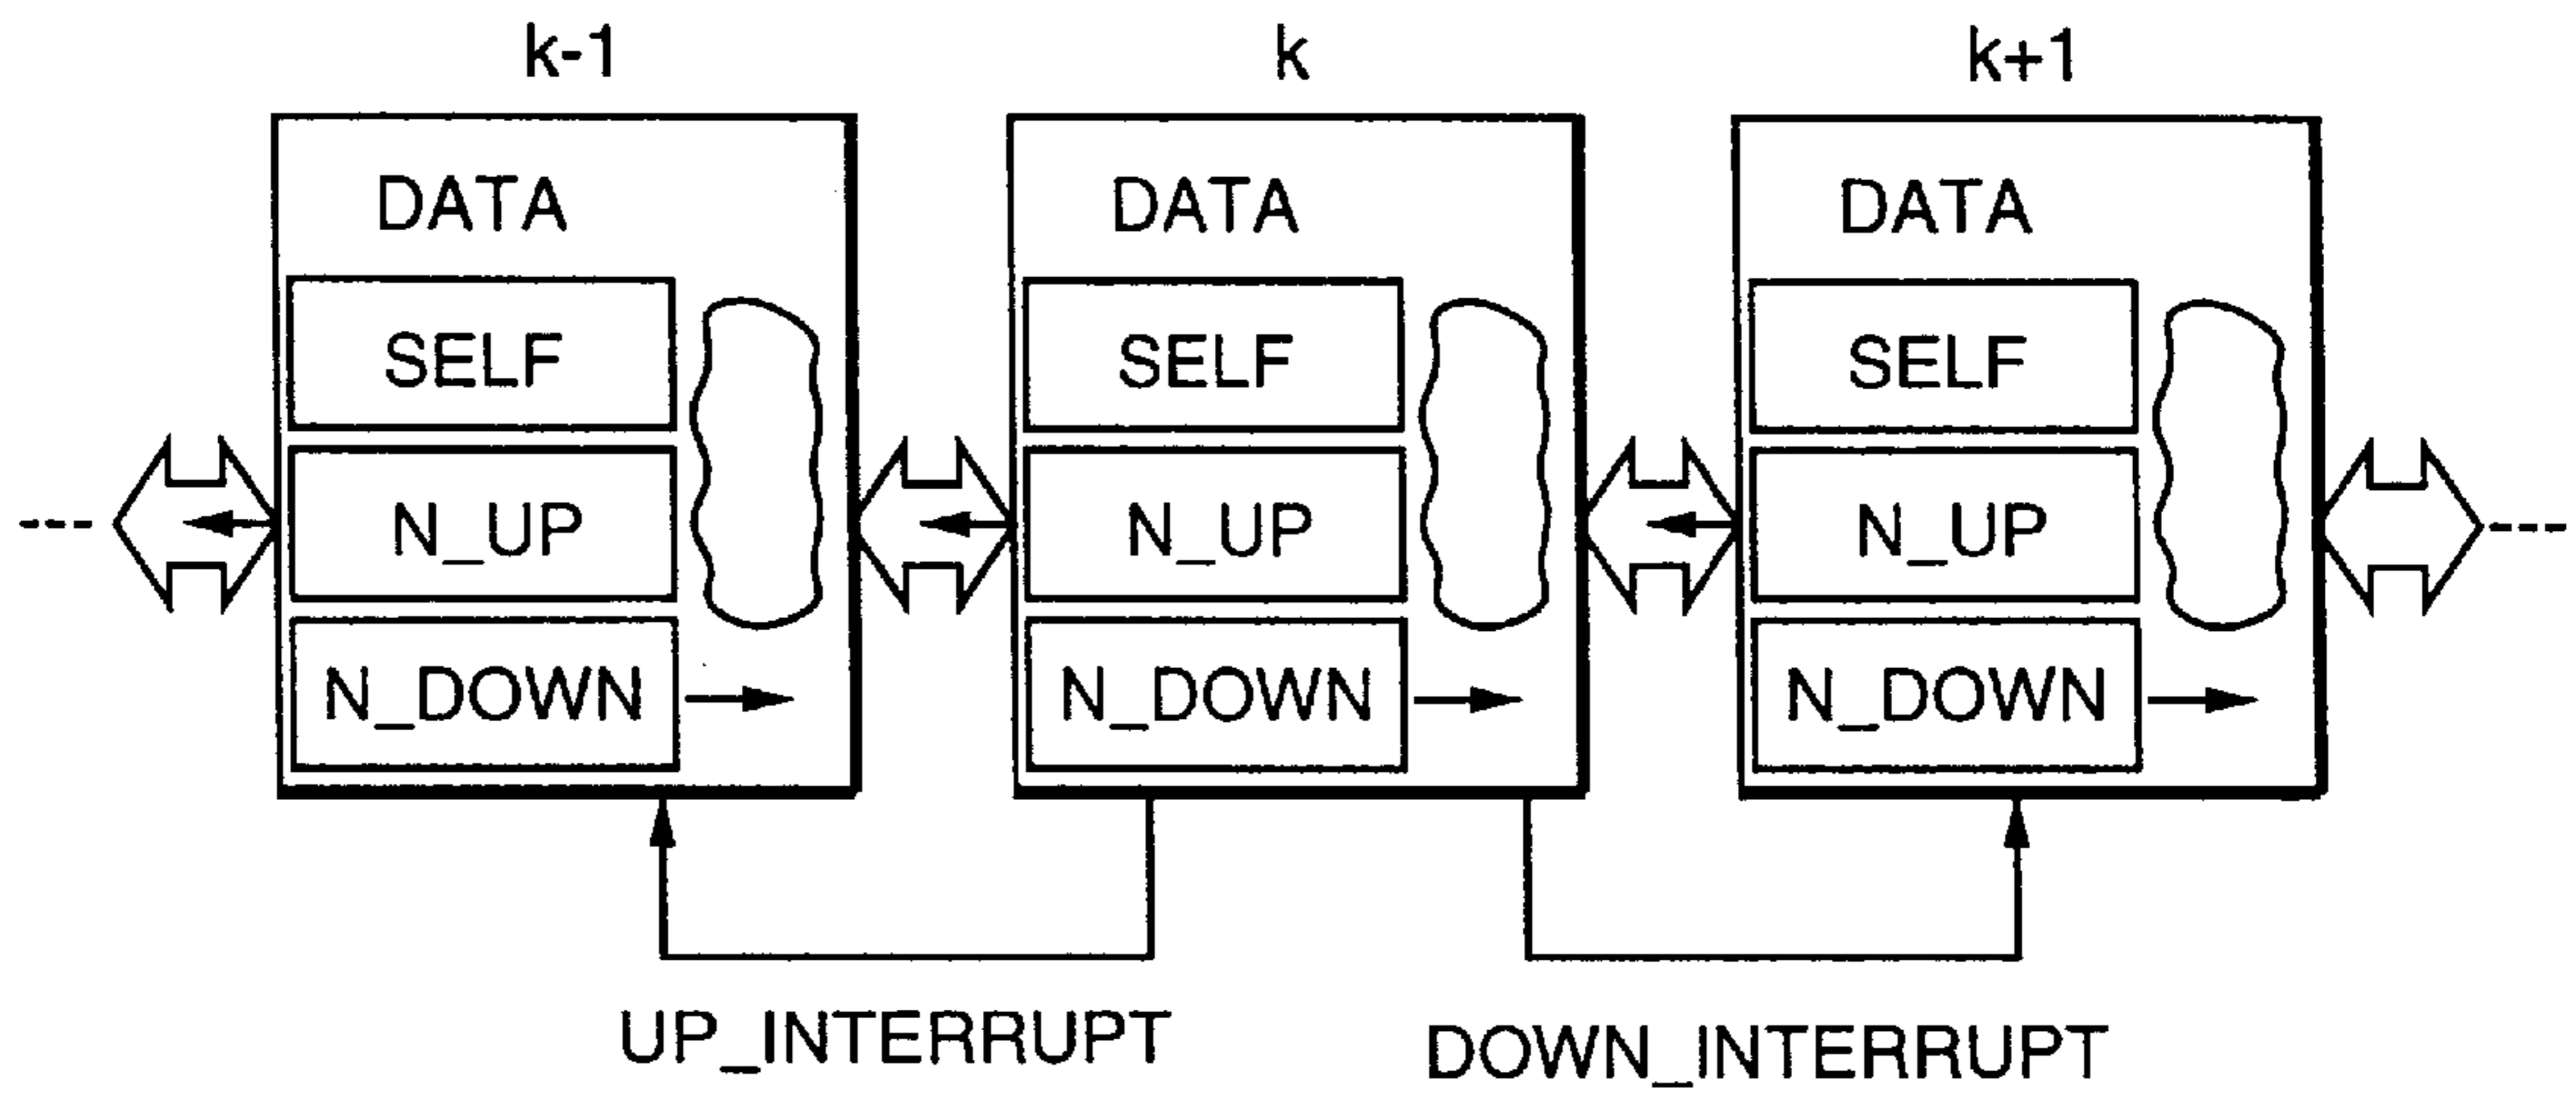 k-1 k k+1
DATA DATA DATA
SELF SELF SELF
N_UP N_UP N_UP
N_DOWN N_DOWN N_DOWN
UP_INTERRUPT DOWN_INTERRUPT